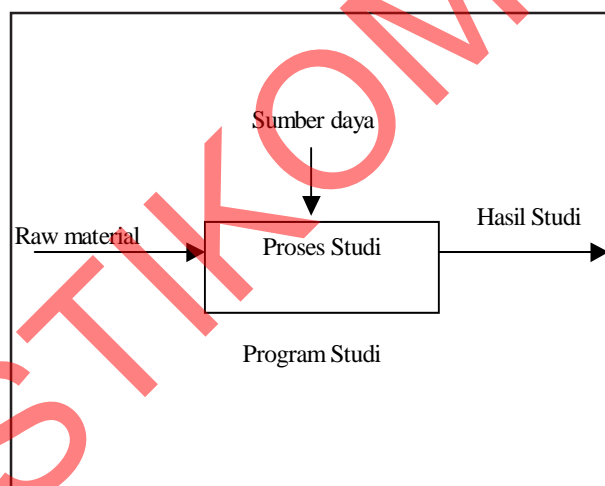 Sumber daya
Hasil Studi
Raw material
Proses Studi
Program Studi
STIKOM